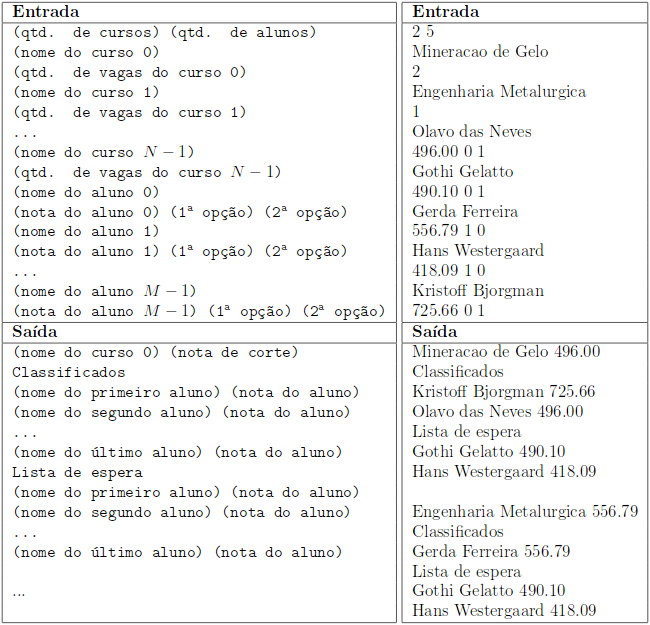 Entrada
(qtd. de cursos) (qtd. de alunos)
(nome do curso 0)
(qtd. de vagas do curso 0)
(nome do curso 1)
(qtd. de vagas do curso 1)
...
(nome do curso N − 1)
(qtd. de vagas do curso N − 1)
(nome do aluno 0)
(nota do aluno 0) (1ª opção) (2ª opção)
(nome do aluno 1)
(nota do aluno 1) (1ª opção) (2ª opção)
...
(nome do aluno M − 1)
(nota do aluno M − 1) (1ª opção) (2ª opção)
Saída
(nome do curso 0) (nota de corte)
Classificados
(nome do primeiro aluno) (nota do aluno)
(nome do segundo aluno) (nota do aluno)
...
(nome do último aluno) (nota do aluno)
Lista de espera
(nome do primeiro aluno) (nota do aluno)
(nome do segundo aluno) (nota do aluno)
...
(nome do último aluno) (nota do aluno)
...
Entrada
2 5
Mineracao de Gelo
2
Engenharia Metalurgica
1
Olavo das Neves
496.00 0 1
Gothi Gelatto
490.10 0 1
Gerda Ferreira
556.79 1 0
Hans Westergaard
418.09 1 0
Kristoff Bjorgman
725.66 0 1
Saída
Mineracao de Gelo 496.00
Classificados
Kristoff Bjorgman 725.66
Olavo das Neves 496.00
Lista de espera
Gothi Gelatto 490.10
Hans Westergaard 418.09
Engenharia Metalurgica 556.79
Classificados
Gerda Ferreira 556.79
Lista de espera
Gothi Gelatto 490.10
Hans Westergaard 418.09